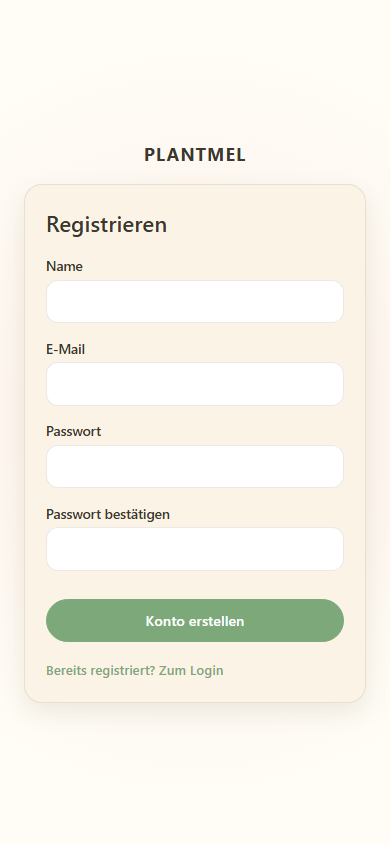 PLANTMEL
Registrieren
Name
E-Mail
Passwort
Passwort bestätigen
Konto erstellen
Bereits registriert? Zum Login